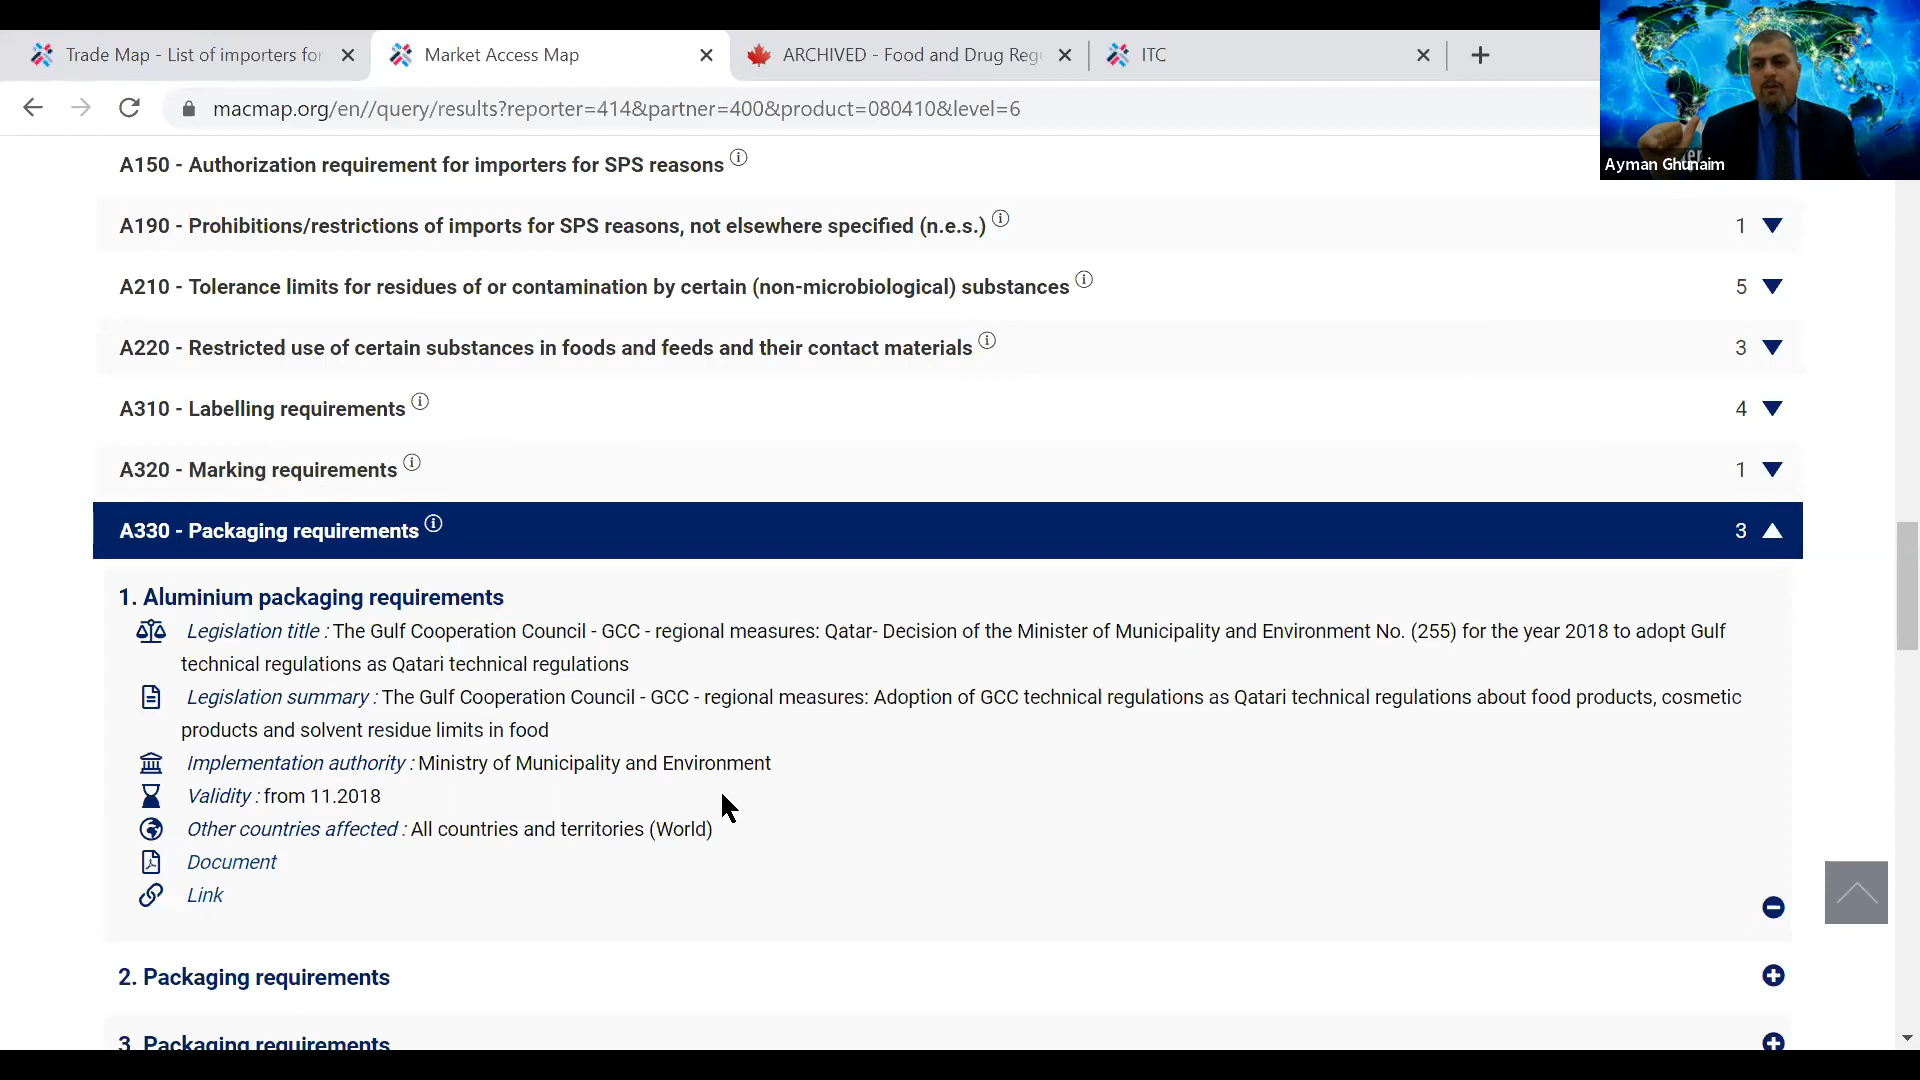 Trade Map - List of importers for
Market Access Map
ARCHIVED - Food and Drug Reg
ITC
macmap.org/en//query/results?reporter=414&partner=400&product=080410&level=6
Ayman Ghunaim
A150 - Authorization requirement for importers for SPS reasons
A190 - Prohibitions/restrictions of imports for SPS reasons, not elsewhere specified (n.e.s.) 1
A210 - Tolerance limits for residues of or contamination by certain (non-microbiological) substances 5
A220 - Restricted use of certain substances in foods and feeds and their contact materials 3
A310 - Labelling requirements 4
A320 - Marking requirements 1
A330 - Packaging requirements 3
1. Aluminium packaging requirements
Legislation title : The Gulf Cooperation Council - GCC - regional measures: Qatar- Decision of the Minister of Municipality and Environment No. (255) for the year 2018 to adopt Gulf
technical regulations as Qatari technical regulations
Legislation summary : The Gulf Cooperation Council - GCC - regional measures: Adoption of GCC technical regulations as Qatari technical regulations about food products, cosmetic
products and solvent residue limits in food
Implementation authority : Ministry of Municipality and Environment
Validity : from 11.2018
Other countries affected : All countries and territories (World)
Document
Link
2. Packaging requirements
3. Packaging requirements